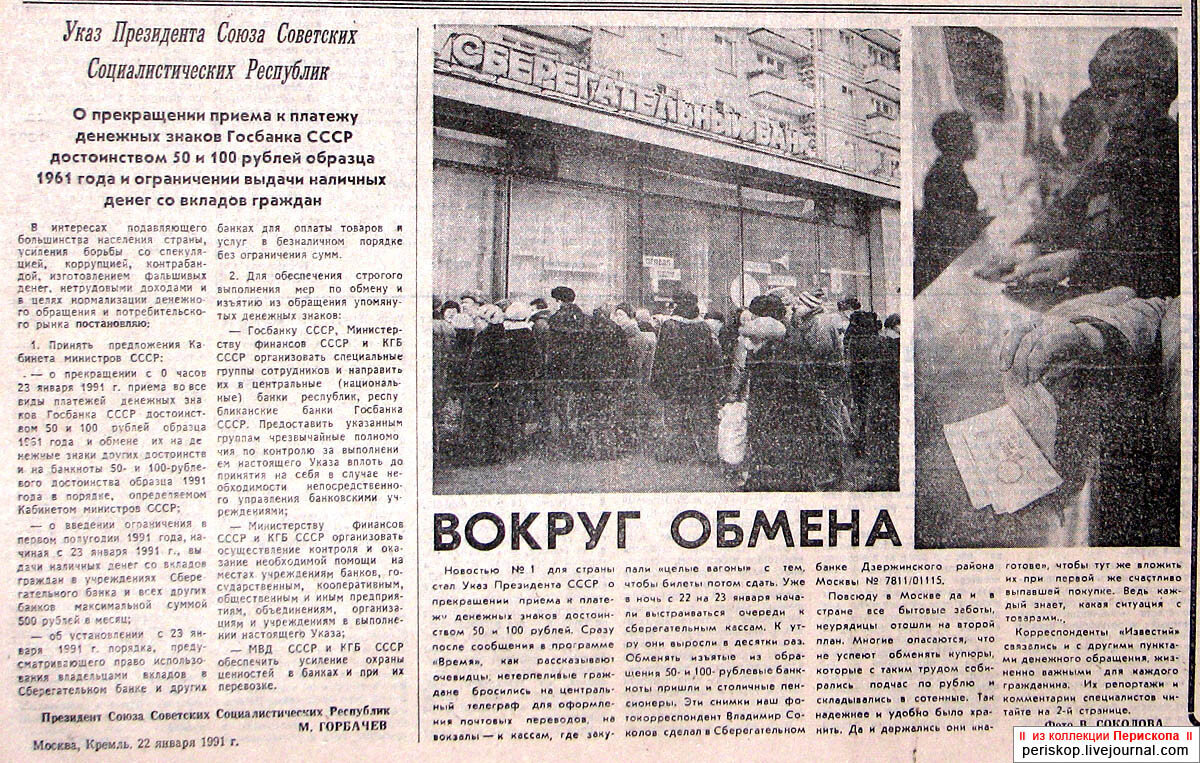 Указ Президента Союза Советских
Социалистических Республик
О прекращении приема к платежу
денежных знаков Госбанка СССР
достоинством 50 и 100 рублей образца
1961 года и ограничении выдачи наличных
денег со вкладов граждан
В интересах подавляющего
большинства населения страны,
усиления борьбы со спекуля-
цией, коррупцией, контрабан-
дой, изготовлением фальшивых
денег, нетрудовыми доходами и
в целях нормализации денежно-
го обращения и потребительско-
го рынка постановляю:
1. Принять предложения Ка-
бинета министров СССР:
— о прекращении с 0 часов
23 января 1991 г. приема во все
виды платежей денежных зна
ков Госбанка СССР достоинст-
вом 50 и 100 рублей образца
1961 года и обмене их на де
нежные знаки других достоинств
и на банкноты 50- и 100-рубле-
вого достоинства образца 1991
года в порядке, определяемом
Кабинетом министров СССР;
— о введении ограничения в
первом полугодии 1991 года, на-
чиная с 23 января 1991 г., вы
дачи наличных денег со вкладов
граждан в учреждениях Сбере-
гательного банка и всех других
банков максимальной суммой
500 рублей в месяц;
— об установлении с 23 ян-
варя 1991 г. порядка, преду-
сматривающего право использо-
вания владельцами вкладов в
Сберегательном банке и других
банках для оплаты товаров и
услуг в безналичном порядке
без ограничения сумм.
2. Для обеспечения строгого
выполнения мер по обмену и
изъятию из обращения упомяну-
тых денежных знаков:
— Госбанку СССР, Министер-
ству финансов СССР и КГБ
СССР организовать специальные
группы сотрудников и направить
их в центральные (националь-
ные) банки республик, респу
бликанские банки Госбанка
СССР. Предоставить указанным
группам чрезвычайные полномо
чия по контролю за выполнени
ем настоящего Указа вплоть до
принятия на себя в случае не-
обходимости непосредственно-
го управления банковскими уч-
реждениями;
— Министерству финансов
СССР и КГБ СССР организовать
осуществление контроля и ока-
зание необходимой помощи на
местах учреждениям банков, го-
сударственным, кооперативным,
общественным и иным предприя-
тиям, объединениям, организа-
циям и учреждениям в выполне-
нии настоящего Указа;
— МВД СССР и КГБ СССР
обеспечить усиление охраны
ценностей в банках и при их
перевозке.
Президент Союза Советских Социалистических Республик
М. ГОРБАЧЕВ
Москва, Кремль. 22 января 1991 г.
СБЕРЕГАТЕЛЬНЫЙ БАНК
ВОКРУГ ОБМЕНА
Новостью № 1 для страны
стал Указ Президента СССР о
прекращении приема к плате-
жу денежных знаков достоин-
ством 50 и 100 рублей. Сразу
после сообщения в программе
«Время», как рассказывают
очевидцы, нетерпеливые граж-
дане бросились на централь-
ный телеграф для оформле-
ния почтовых переводов, на
вокзалы — к кассам, где заку-
пали «целые вагоны» с тем,
чтобы билеты потом сдать. Уже
в ночь с 22 на 23 января нача-
ли выстраиваться очереди к
сберегательным кассам. К ут-
ру они выросли в десятки раз.
Обменять изъятые из обра-
щения 50- и 100-рублевые банк-
ноты пришли и столичные пен-
сионеры. Эти снимки наш фо-
токорреспондент Владимир Со-
колов сделал в Сберегательном
банке Дзержинского района
Москвы № 7811/01115.
Повсюду в Москве да и в
стране все бытовые заботы,
неурядицы отошли на второй
план. Многие опасаются, что
не успеют обменять купюры,
которые с таким трудом соби-
рались подчас по рублю и
складывались в сотенные. Так
надежнее и удобно было хра-
нить. Да и держались они «на-
готове», чтобы тут же вложить
их при первой же счастливо
выпавшей покупке. Ведь каж-
дый знает, какая ситуация с
товарами...
Корреспонденты «Известий»
связались и с другими пунктa-
ми денежного обращения, жиз-
ненно важными для каждого
гражданина. Их репортажи и
комментарии специалистов чи-
тайте на 2-й странице.
Фото В. СОКОЛОВА
II из коллекции Перископа II
periskop.livejournal.com